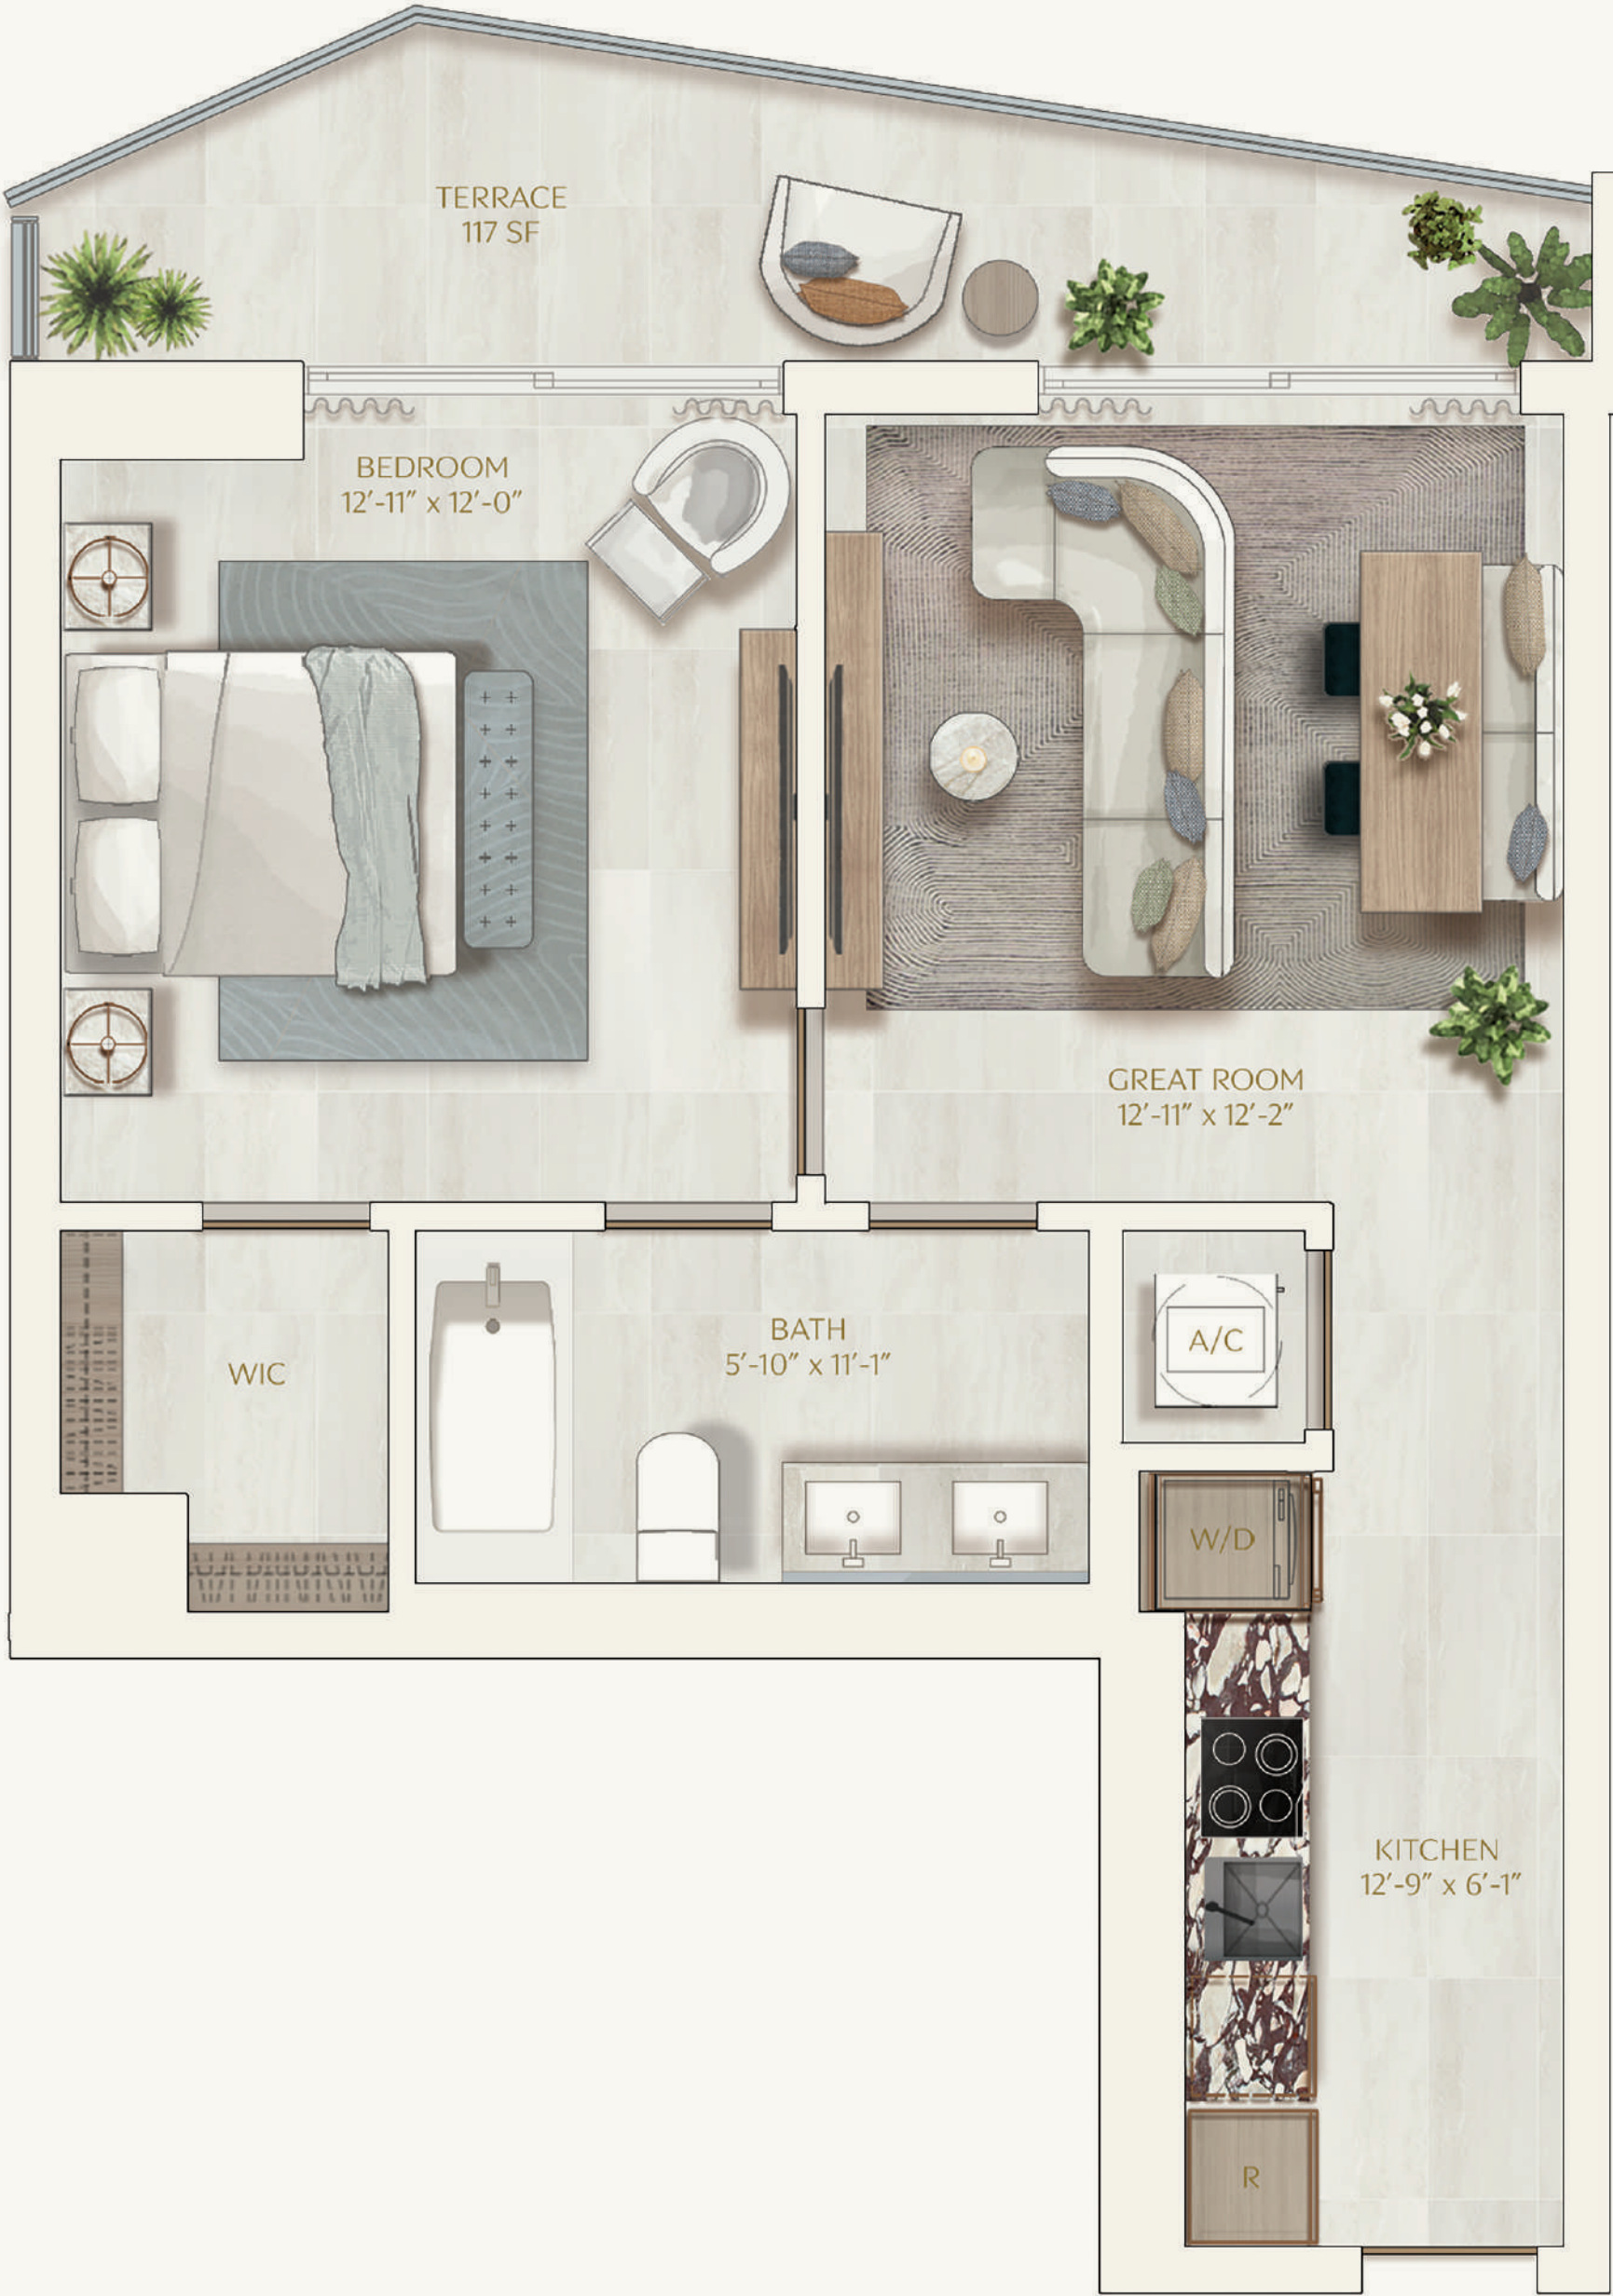 TERRACE
117 SF
BEDROOM
12′-11″ x 12′-0″
GREAT ROOM
12′-11″ x 12′-2″
BATH
5′-10″ x 11′-1″
WIC
A/C
W/D
KITCHEN
12′-9″ x 6′-1″
R